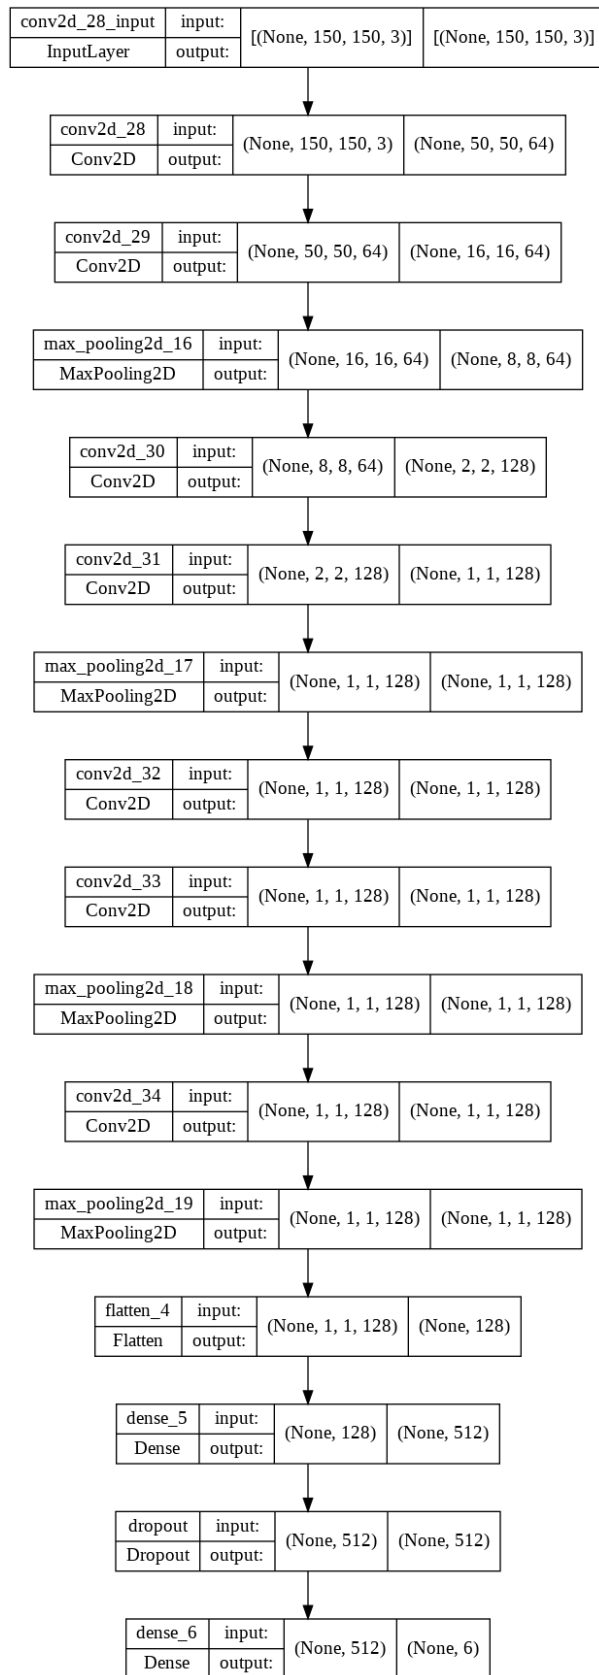 conv2d_28_input input: [(None, 150, 150, 3)] [(None, 150, 150, 3)]
InputLayer output:
conv2d_28 input: (None, 150, 150, 3) (None, 50, 50, 64)
Conv2D output:
conv2d_29 input: (None, 50, 50, 64) (None, 16, 16, 64)
Conv2D output:
max_pooling2d_16 input: (None, 16, 16, 64) (None, 8, 8, 64)
MaxPooling2D output:
conv2d_30 input: (None, 8, 8, 64) (None, 2, 2, 128)
Conv2D output:
conv2d_31 input: (None, 2, 2, 128) (None, 1, 1, 128)
Conv2D output:
max_pooling2d_17 input: (None, 1, 1, 128) (None, 1, 1, 128)
MaxPooling2D output:
conv2d_32 input: (None, 1, 1, 128) (None, 1, 1, 128)
Conv2D output:
conv2d_33 input: (None, 1, 1, 128) (None, 1, 1, 128)
Conv2D output:
max_pooling2d_18 input: (None, 1, 1, 128) (None, 1, 1, 128)
MaxPooling2D output:
conv2d_34 input: (None, 1, 1, 128) (None, 1, 1, 128)
Conv2D output:
max_pooling2d_19 input: (None, 1, 1, 128) (None, 1, 1, 128)
MaxPooling2D output:
flatten_4 input: (None, 1, 1, 128) (None, 128)
Flatten output:
dense_5 input: (None, 128) (None, 512)
Dense output:
dropout input: (None, 512) (None, 512)
Dropout output:
dense_6 input: (None, 512) (None, 6)
Dense output: